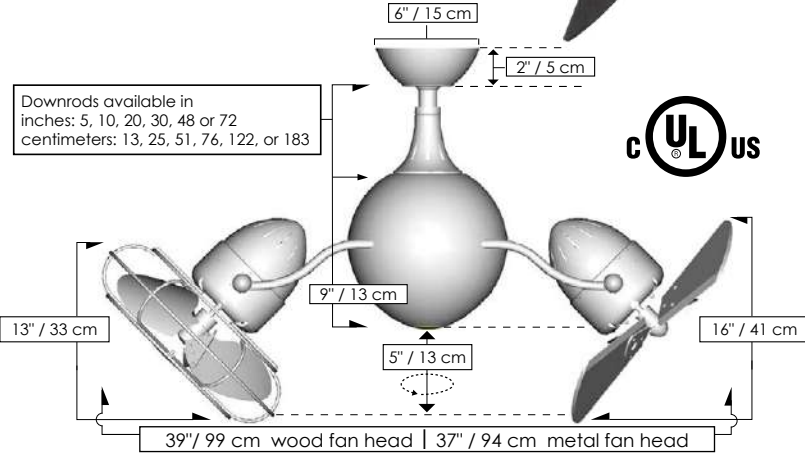 6" / 15 cm
2" / 5 cm
Downrods available in
inches: 5, 10, 20, 30, 48 or 72
centimeters: 13, 25, 51, 76, 122, or 183
C UL ® US
9" / 13 cm
13" / 33 cm
16" / 41 cm
5" / 13 cm
39"/ 99 cm wood fan head | 37" / 94 cm metal fan head